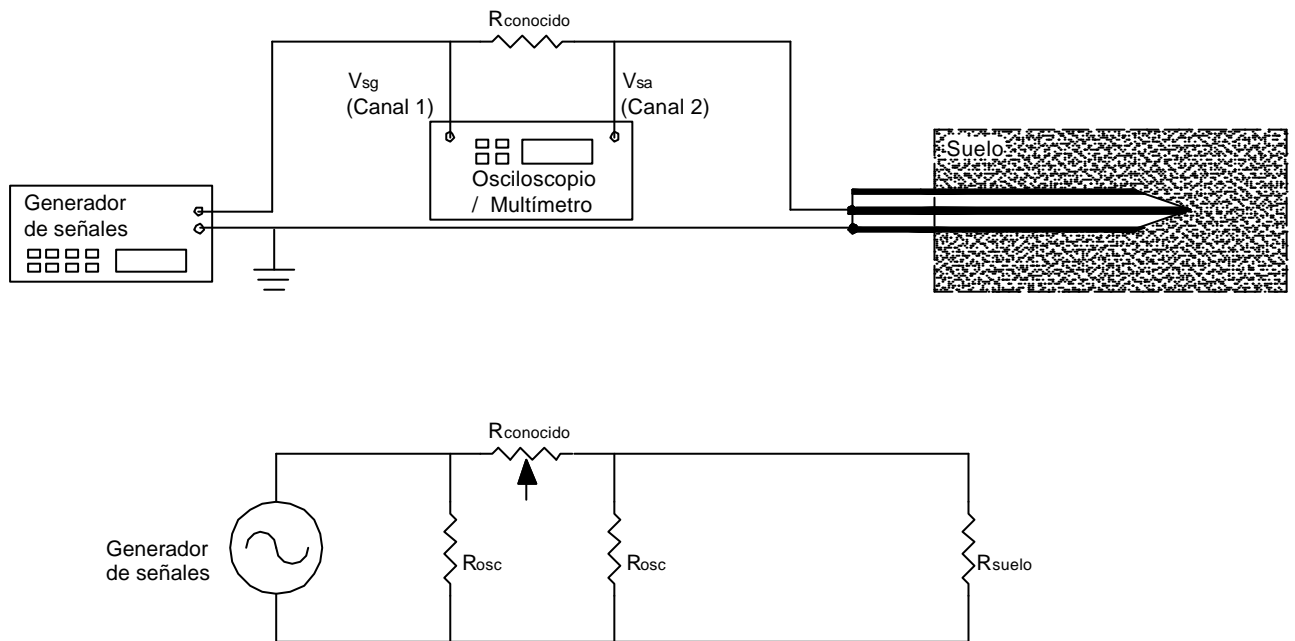 Rconocido
Vsg
(Canal 1)
Vsa
(Canal 2)
Suelo
Osciloscopio
/ Multímetro
Generador
de señales
Rconocido
Generador
de señales
Rosc
Rosc
Rsuelo